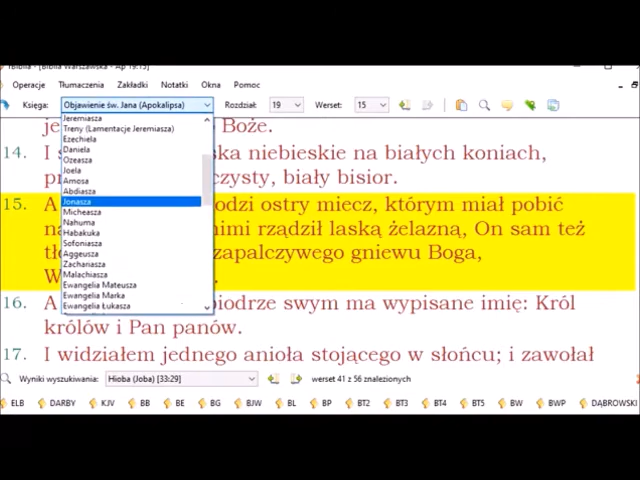 rBiblia - [Biblia Warszawska - Ap 19:15]
Operacje Tłumaczenia Zakładki Notatki Okna Pomoc
Księga: Objawienie św. Jana (Apokalipsa) Rozdział: 19 Werset: 15
Jeremiasza
Treny (Lamentacje Jeremiasza)
Ezechiela
Daniela
Ozeasza
Joela
Amosa
Abdiasza
Jonasza
Micheasza
Nahuma
Habakuka
Sofoniasza
Aggeusza
Zachariasza
Malachiasza
Ewangelia Mateusza
Ewangelia Marka
Ewangelia Łukasza
je Boże.
14. I s ska niebieskie na białych koniach,
pr czysty, biały bisior.
15. A odzi ostry miecz, którym miał pobić
na nimi rządził laską żelazną, On sam też
tło zapalczywego gniewu Boga,
W
16. A biodrze swym ma wypisane imię: Król
królów i Pan panów.
17. I widziałem jednego anioła stojącego w słońcu; i zawołał
Wyniki wyszukiwania: Hioba (Joba) [33:29] werset 41 z 56 znalezionych
ELB DARBY KJV BB BE BG BJW BL BP BT2 BT3 BT4 BT5 BW BWP DĄBROWSKI